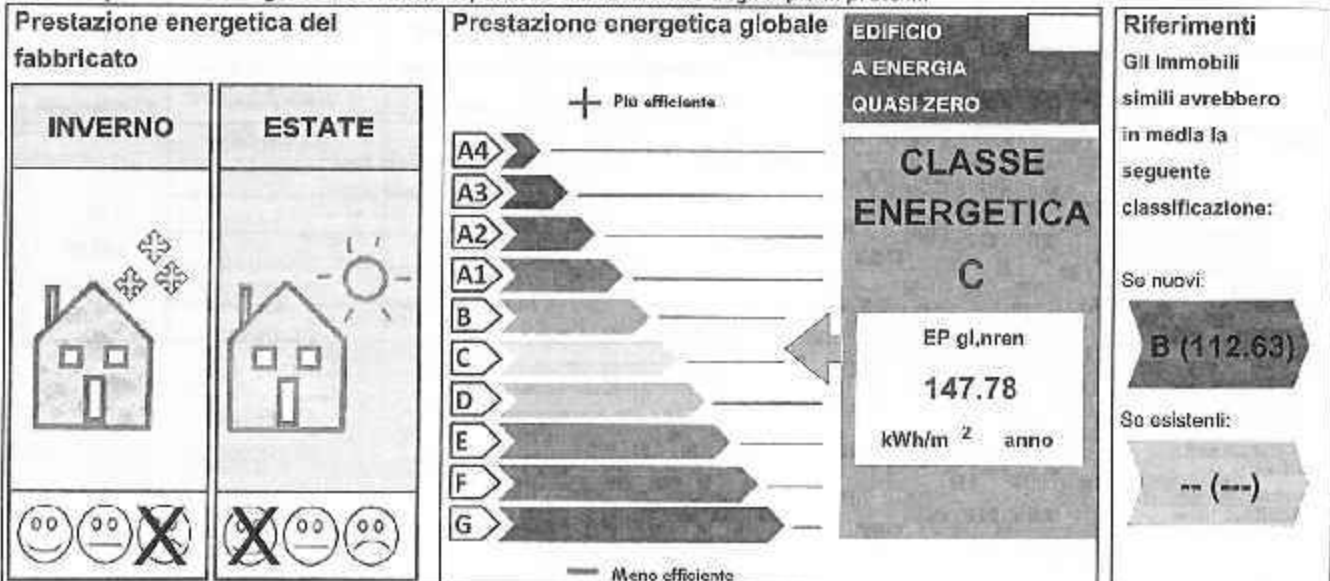 Prestazione energetica del
fabbricato
INVERNO
ESTATE
Prestazione energetica globale
Più efficiente
A4
A3
A2
A1
B
C
D
E
F
G
Meno efficiente
EDIFICIO
A ENERGIA
QUASI ZERO
CLASSE
ENERGETICA
C
EP gl,nren
147.78
kWh/m 2 anno
Riferimenti
Gli immobili
simili avrebbero
in media la
seguente
classificazione:
Se nuovi:
B (112.63)
Se esistenti:
-- (---)